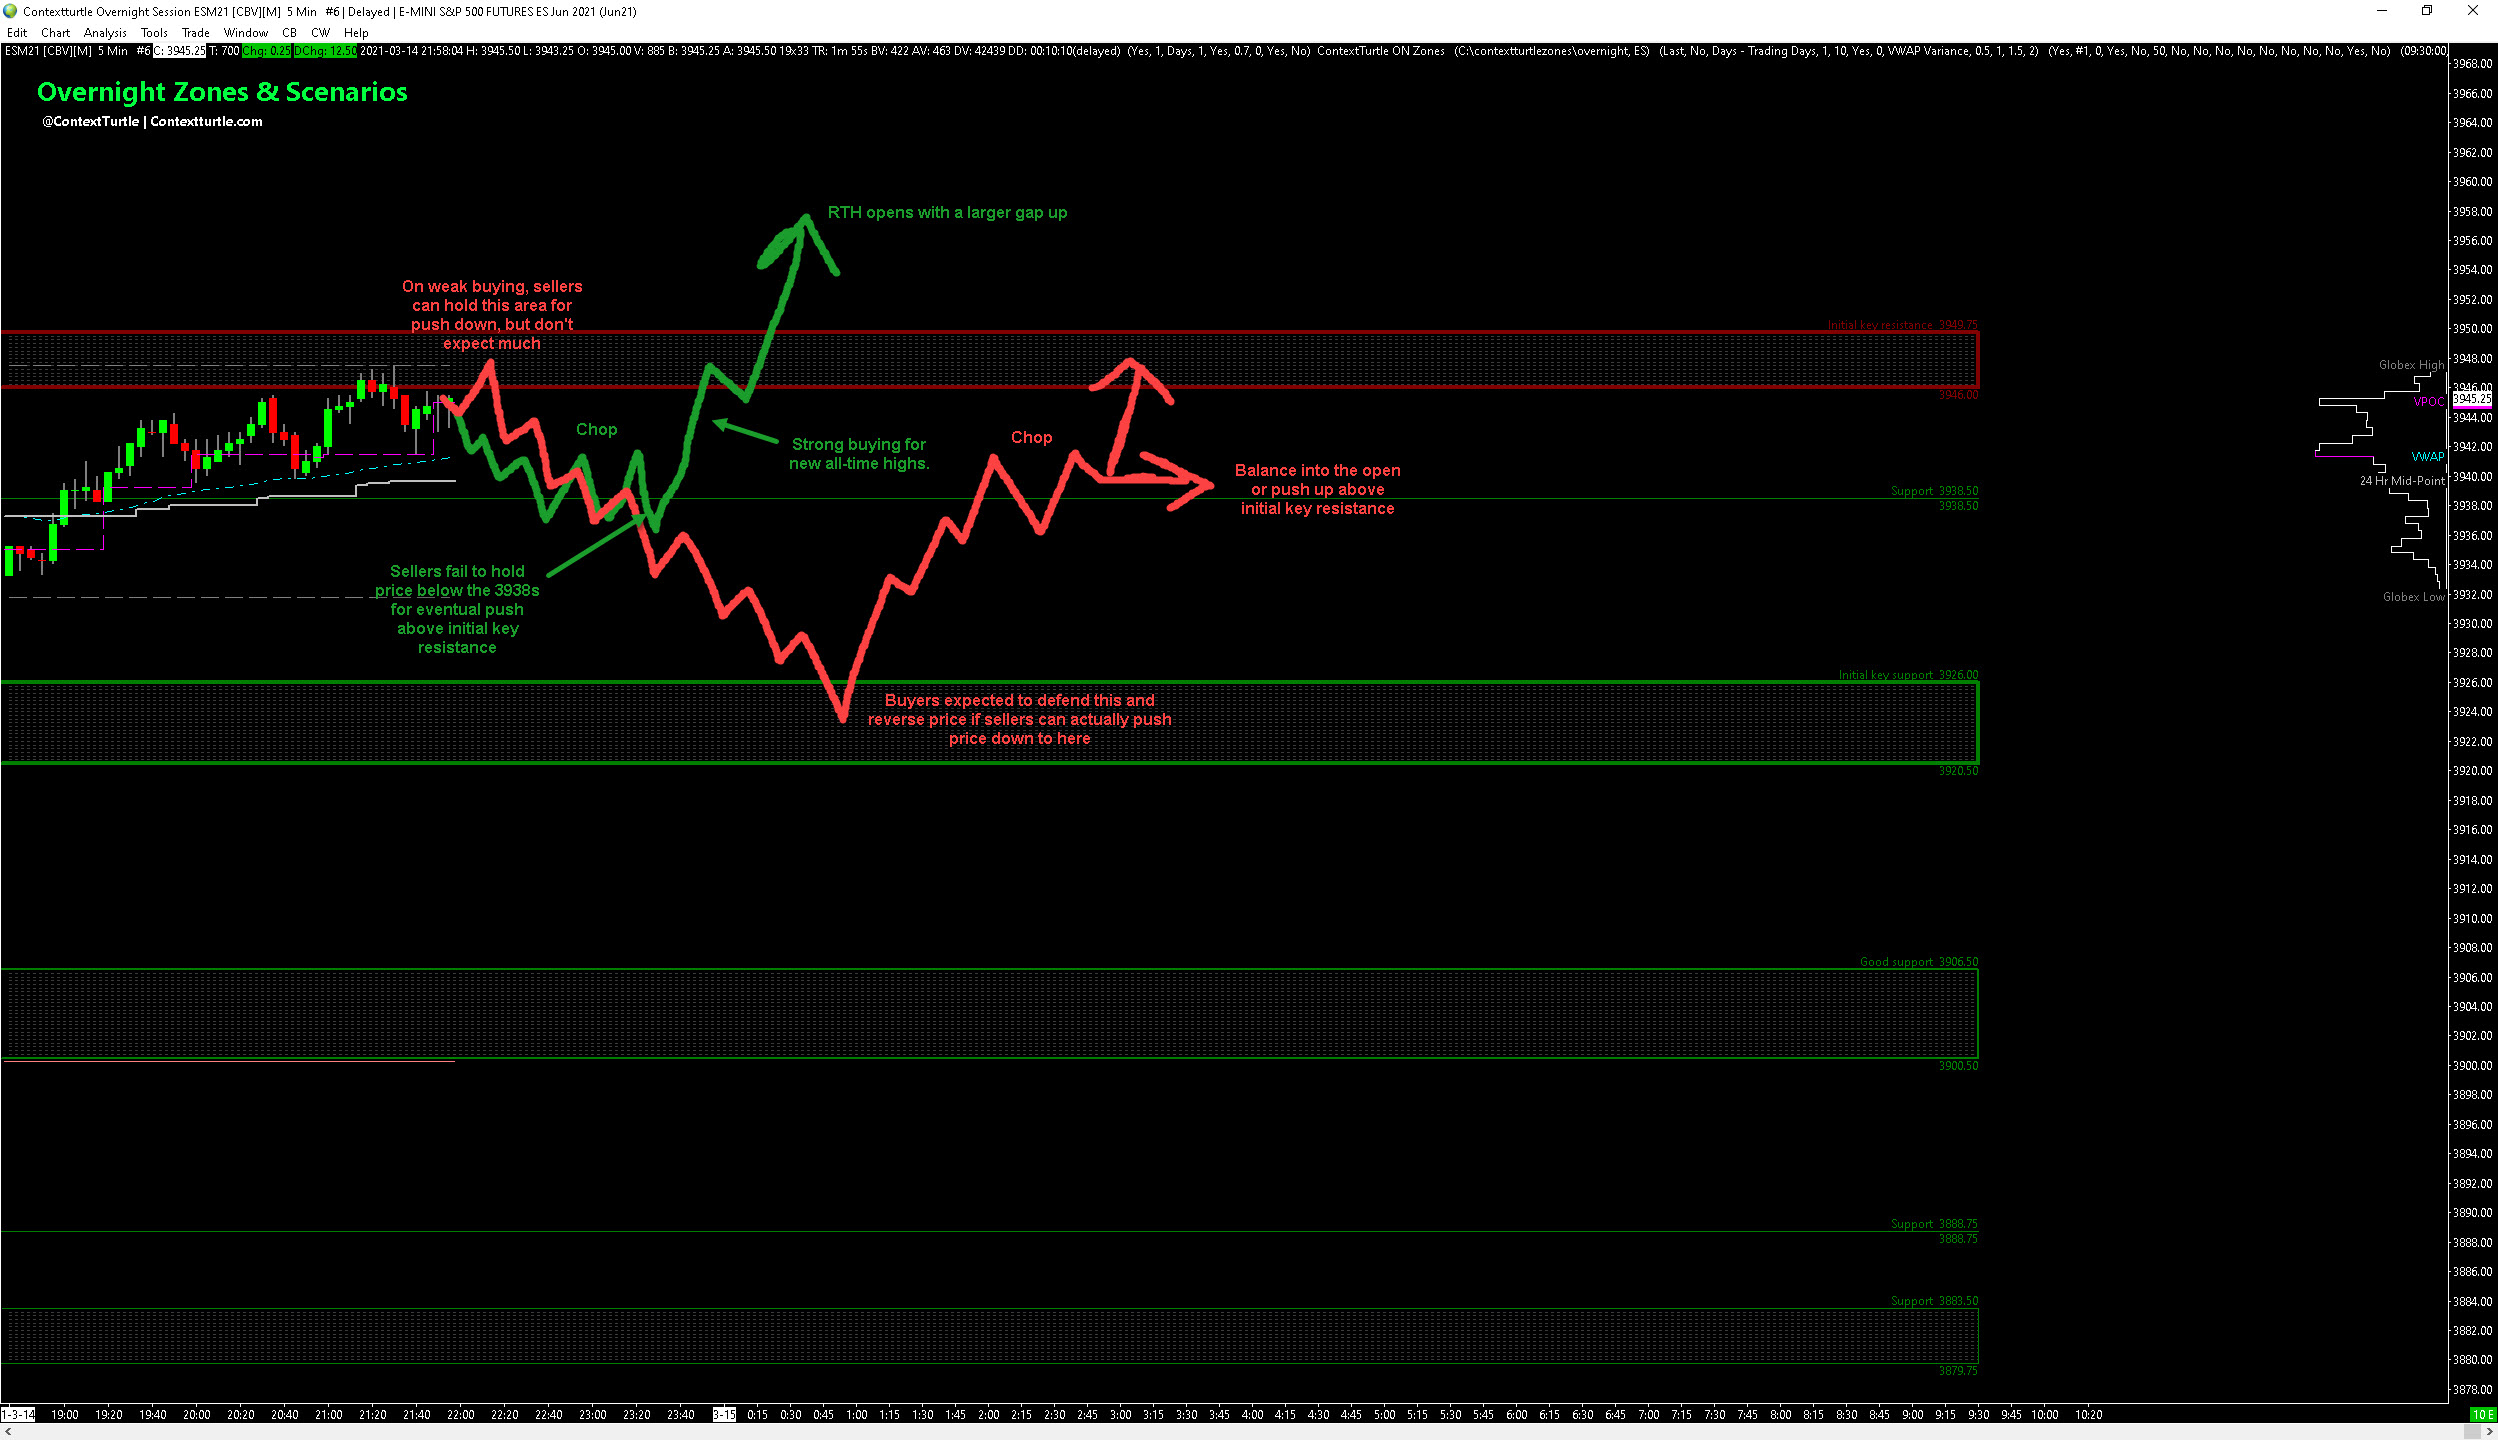 Contextturtle Overnight Session ESM21 [CBV][M]  5 Min   #6 | Delayed | E-MINI S&P 500 FUTURES ES Jun 2021 (Jun21)
Edit Chart Analysis Tools Trade Window CB CW Help
ESM21 [CBV][M]  5 Min   #6 C: 3945.25 T: 700 Chg: 0.25 DChg: 12.50 2021-03-14 21:58:04 H: 3945.50 L: 3943.25 O: 3945.00 V: 885 B: 3945.25 A: 3945.50 19x33 TR: 1m 55s BV: 422 AV: 463 DV: 42439 DD: 00:10:10(delayed)  (Yes, 1, Days, 1, Yes, 0.7, 0, Yes, No)  ContextTurtle ON Zones   (C:\contextturtlezones\overnight, ES)   (Last, No, Days - Trading Days, 1, 10, Yes, 0, VWAP Variance, 0.5, 1, 1.5, 2)   (Yes, #1, 0, Yes, No, 50, No, No, No, No, No, No, No, Yes, No)   (09:30:00
Overnight Zones & Scenarios
@ContextTurtle | Contextturtle.com
RTH opens with a larger gap up
On weak buying, sellers
can hold this area for
push down, but don't
expect much
Initial key resistance 3949.75
3946.00
Chop
Strong buying for
new all-time highs.
Chop
Balance into the open
or push up above
initial key resistance
Support 3938.50
3938.50
Sellers fail to hold
price below the 3938s
for eventual push
above initial key
resistance
Initial key support 3926.00
Buyers expected to defend this and
reverse price if sellers can actually push
price down to here
3920.50
Good support 3906.50
3900.50
Support 3888.75
3888.75
Support 3883.50
3879.75
Globex High
VPOC
VWAP
24 Hr Mid-Point
Globex Low
3968.00
3966.00
3964.00
3962.00
3960.00
3958.00
3956.00
3954.00
3952.00
3950.00
3948.00
3946.00
3945.25
3944.00
3942.00
3940.00
3938.00
3936.00
3934.00
3932.00
3930.00
3928.00
3926.00
3924.00
3922.00
3920.00
3918.00
3916.00
3914.00
3912.00
3910.00
3908.00
3906.00
3904.00
3902.00
3900.00
3898.00
3896.00
3894.00
3892.00
3890.00
3888.00
3886.00
3884.00
3882.00
3880.00
3878.00
1-3-14 19:00 19:20 19:40 20:00 20:20 20:40 21:00 21:20 21:40 22:00 22:20 22:40 23:00 23:20 23:40 3-15 0:15 0:30 0:45 1:00 1:15 1:30 1:45 2:00 2:15 2:30 2:45 3:00 3:15 3:30 3:45 4:00 4:15 4:30 4:45 5:00 5:15 5:30 5:45 6:00 6:15 6:30 6:45 7:00 7:15 7:30 7:45 8:00 8:15 8:30 8:45 9:00 9:15 9:30 9:45 10:00 10:20
10 E